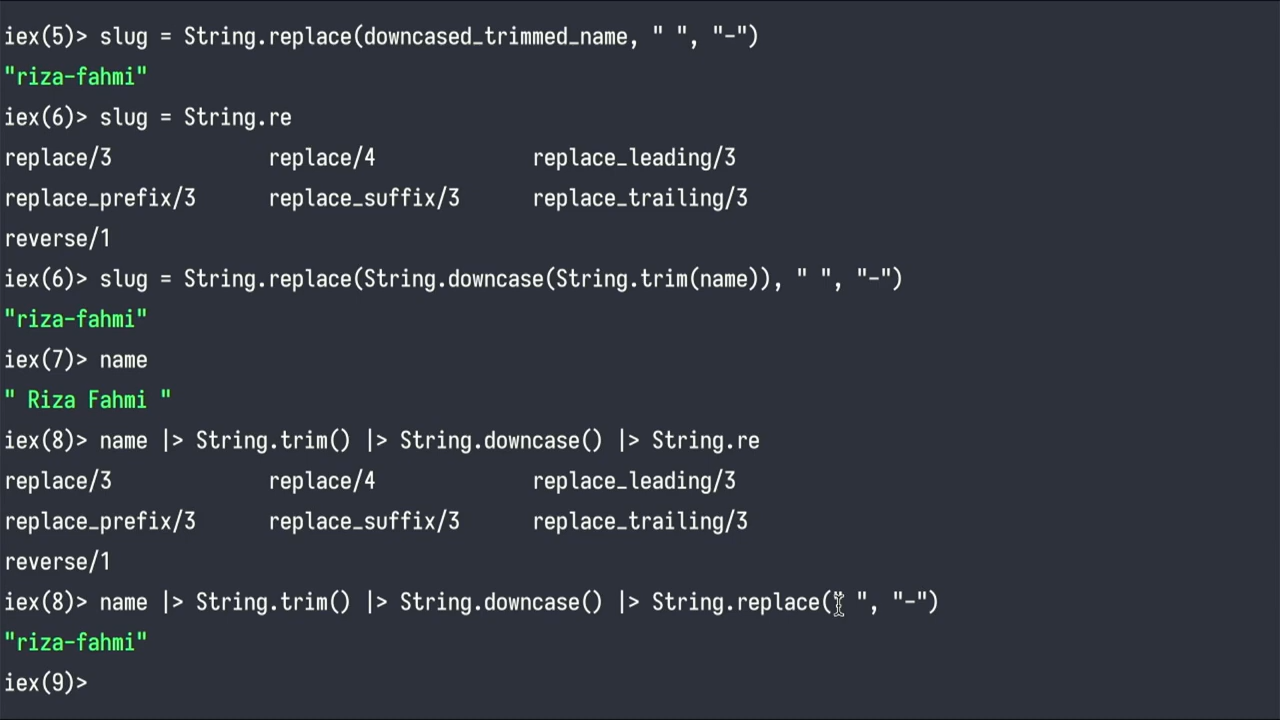 iex(5)> slug = String.replace(downcased_trimmed_name, " ", "-")
"riza-fahmi"
iex(6)> slug = String.re
replace/3 replace/4 replace_leading/3
replace_prefix/3 replace_suffix/3 replace_trailing/3
reverse/1
iex(6)> slug = String.replace(String.downcase(String.trim(name)), " ", "-")
"riza-fahmi"
iex(7)> name
" Riza Fahmi "
iex(8)> name |> String.trim() |> String.downcase() |> String.re
replace/3 replace/4 replace_leading/3
replace_prefix/3 replace_suffix/3 replace_trailing/3
reverse/1
iex(8)> name |> String.trim() |> String.downcase() |> String.replace(" ", "-")
"riza-fahmi"
iex(9)>